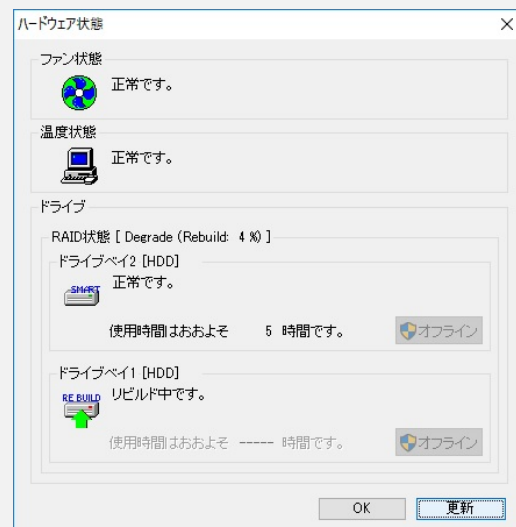 ハードウェア状態
ファン状態
正常です。
温度状態
正常です。
ドライブ
RAID状態 [ Degrade (Rebuild: 4 %) ]
ドライブベイ2 [HDD]
SMART
正常です。
使用時間はおおよそ 5 時間です。
オフライン
ドライブベイ1 [HDD]
RE BUILD
リビルド中です。
使用時間はおおよそ ----- 時間です。
オフライン
OK
更新